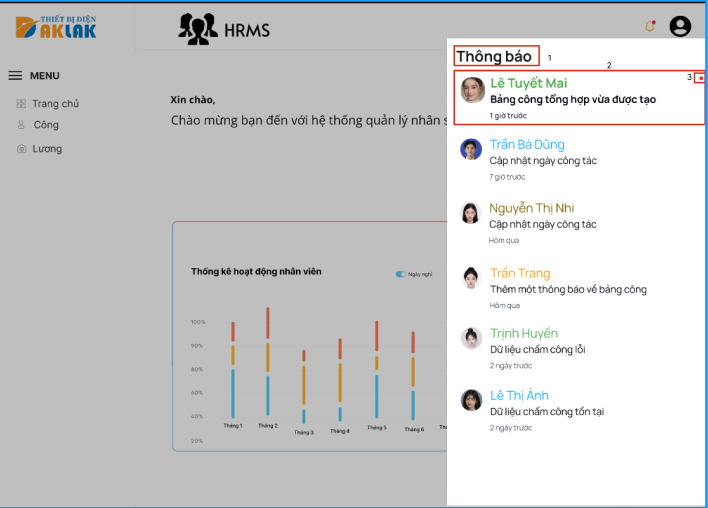 THIẾT BỊ ĐIỆN
ĐAKLAK
HRMS
MENU
Trang chủ
Công
Lương
Xin chào,
Chào mừng bạn đến với hệ thống quản lý nhân s
Thống kê hoạt động nhân viên
Ngày nghỉ
100%
90%
80%
60%
40%
20%
Tháng 1
Tháng 2
Tháng 3
Tháng 4
Tháng 5
Tháng 6
Thông báo
1
2
3
Lê Tuyết Mai
Bảng công tổng hợp vừa được tạo
1 giờ trước
Trần Bá Dũng
Cập nhật ngày công tác
7 giờ trước
Nguyễn Thị Nhi
Cập nhật ngày công tác
Hôm qua
Trần Trang
Thêm một thông báo về bảng công
Hôm qua
Trịnh Huyền
Dữ liệu chấm công lỗi
2 ngày trước
Lê Thị Ánh
Dữ liệu chấm công tồn tại
2 ngày trước